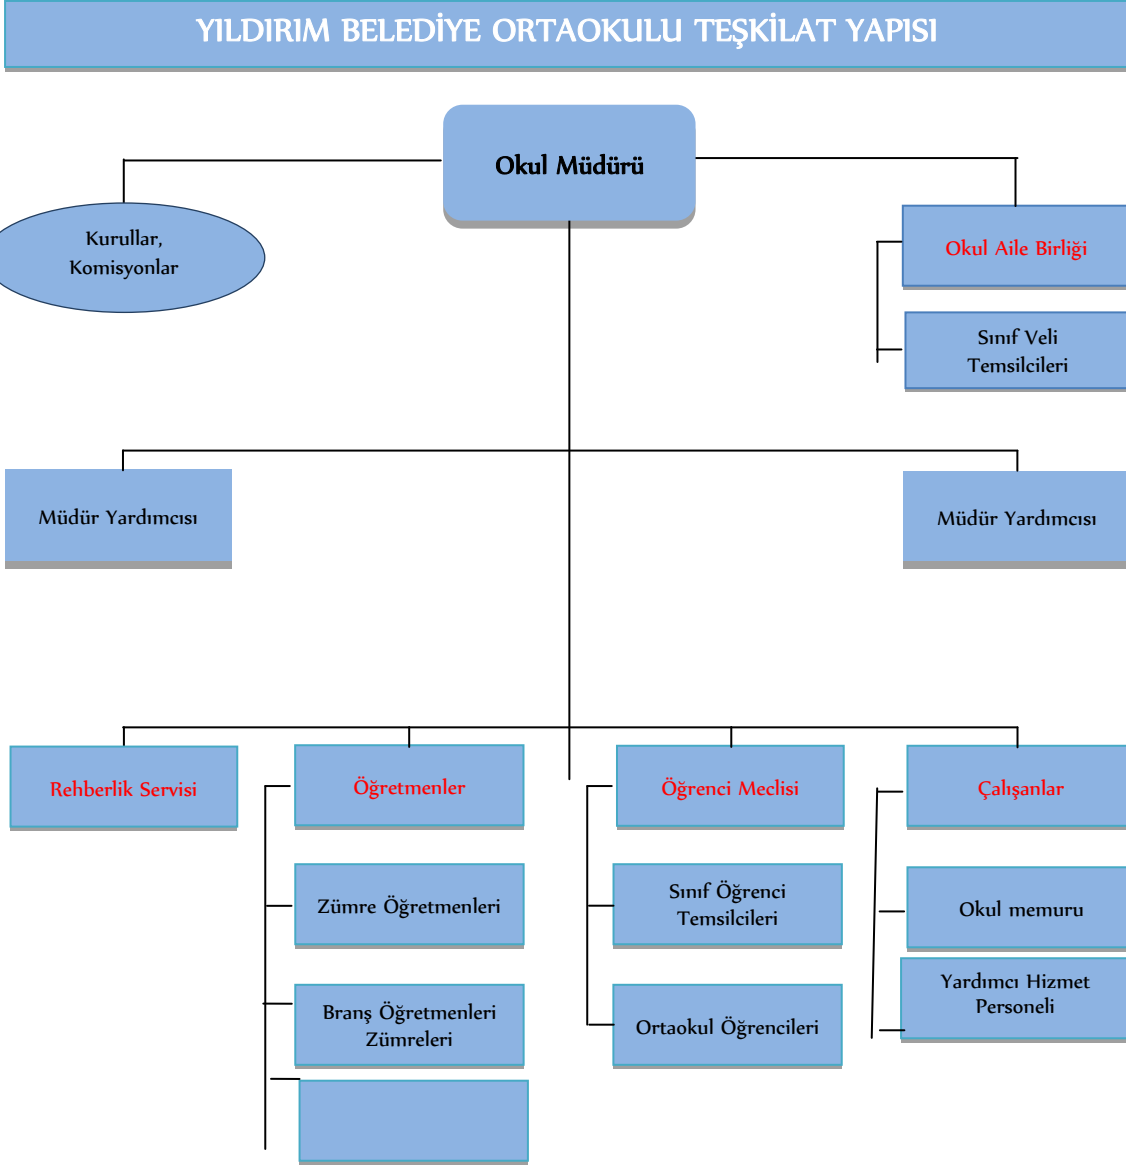 YILDIRIM BELEDİYE ORTAOKULU TEŞKİLAT YAPISI
Okul Müdürü
Kurullar,
Komisyonlar
Okul Aile Birliği
Sınıf Veli
Temsilcileri
Müdür Yardımcısı
Müdür Yardımcısı
Rehberlik Servisi
Öğretmenler
Öğrenci Meclisi
Çalışanlar
Zümre Öğretmenleri
Sınıf Öğrenci
Temsilcileri
Okul memuru
Branş Öğretmenleri
Zümreleri
Ortaokul Öğrencileri
Yardımcı Hizmet
Personeli